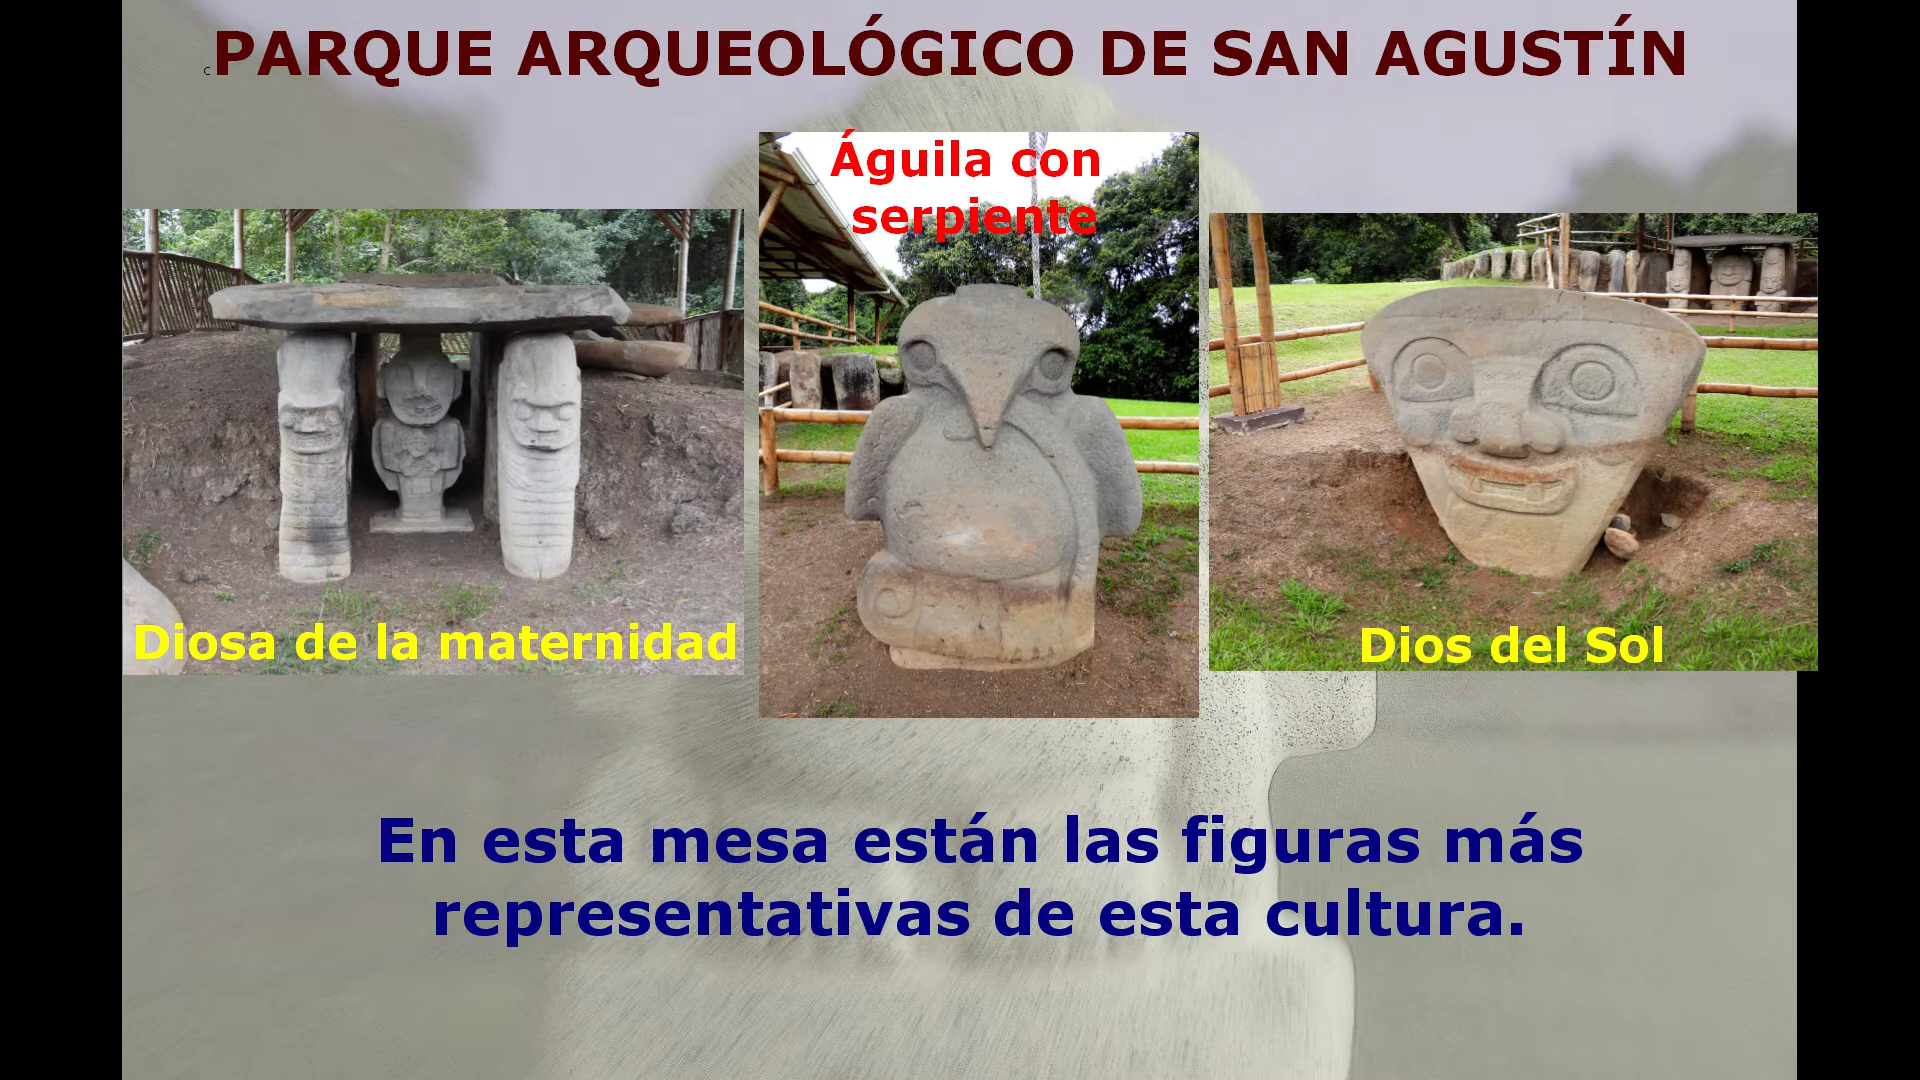 c PARQUE ARQUEOLÓGICO DE SAN AGUSTÍN
Águila con
serpiente
Diosa de la maternidad
Dios del Sol
En esta mesa están las figuras más
representativas de esta cultura.